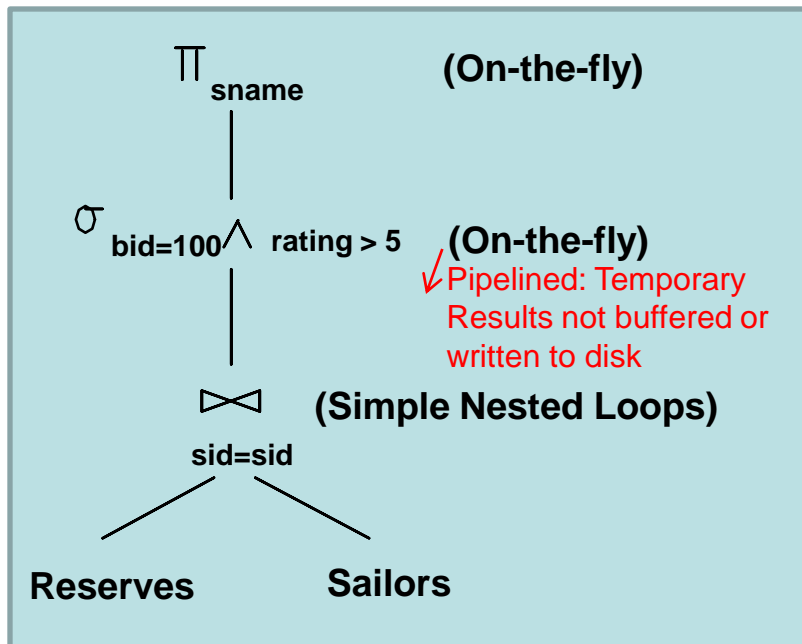 π sname (On-the-fly)
σ bid=100 ∧ rating > 5 (On-the-fly)
Pipelined: Temporary
Results not buffered or
written to disk
⋈ (Simple Nested Loops)
sid=sid
Reserves Sailors